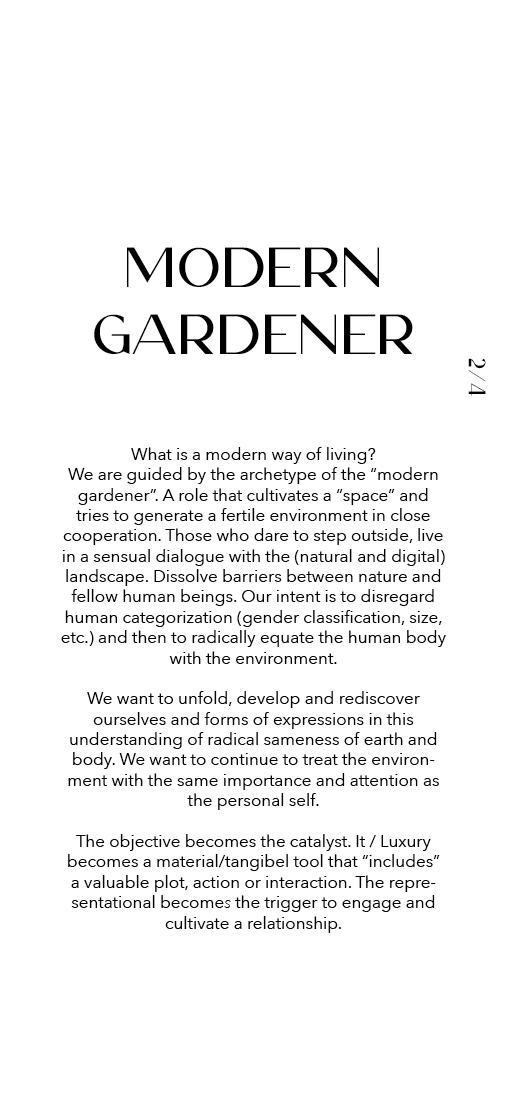 MODERN
GARDENER
2/4
What is a modern way of living?
We are guided by the archetype of the “modern
gardener”. A role that cultivates a “space” and
tries to generate a fertile environment in close
cooperation. Those who dare to step outside, live
in a sensual dialogue with the (natural and digital)
landscape. Dissolve barriers between nature and
fellow human beings. Our intent is to disregard
human categorization (gender classification, size,
etc.) and then to radically equate the human body
with the environment.
We want to unfold, develop and rediscover
ourselves and forms of expressions in this
understanding of radical sameness of earth and
body. We want to continue to treat the environ-
ment with the same importance and attention as
the personal self.
The objective becomes the catalyst. It / Luxury
becomes a material/tangibel tool that “includes”
a valuable plot, action or interaction. The repre-
sentational becomes the trigger to engage and
cultivate a relationship.